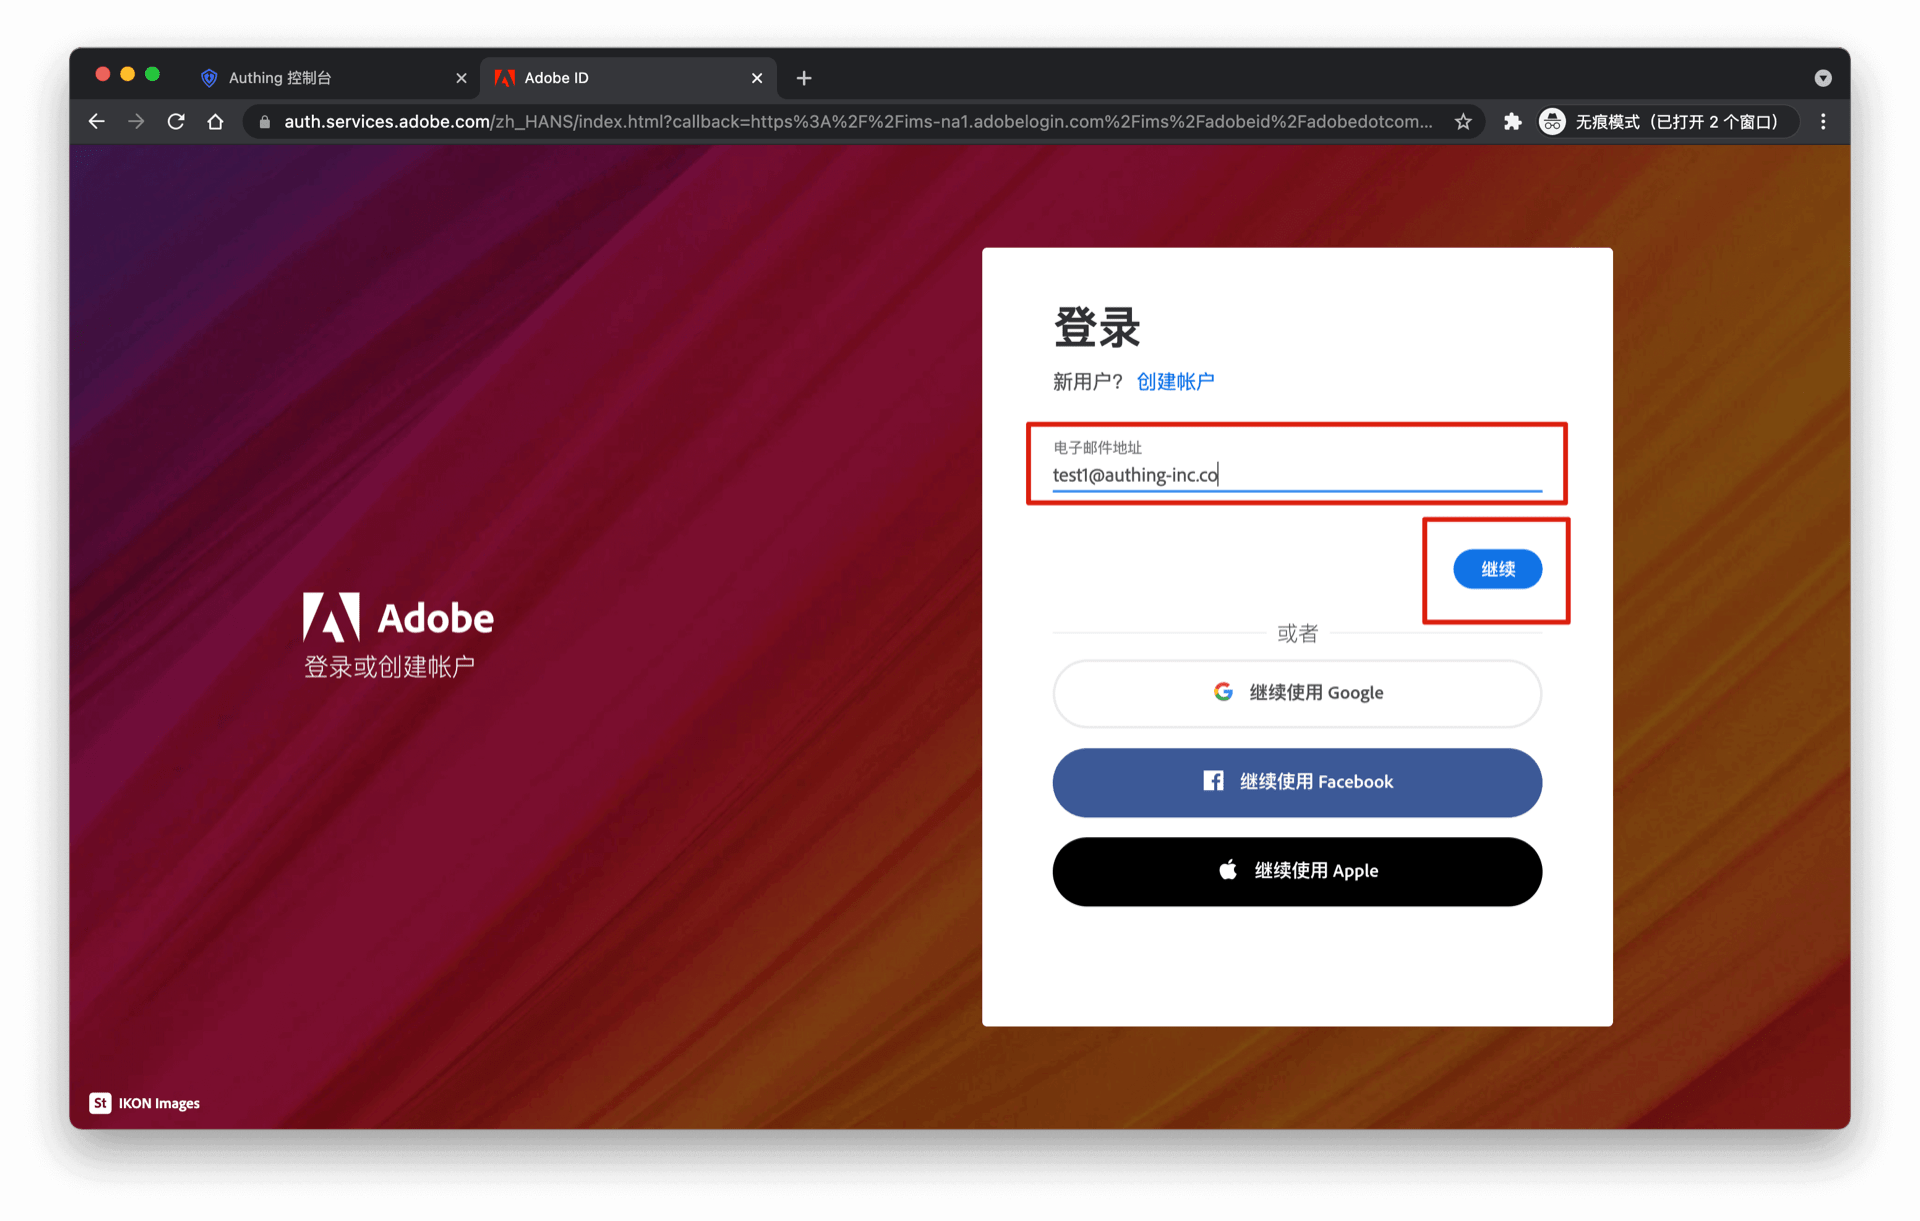 Authing 控制台
Adobe ID
auth.services.adobe.com/zh_HANS/index.html?callback=https%3A%2F%2Fims-na1.adobelogin.com%2Fims%2Fadobeid%2Fadobedotcom...
无痕模式（已打开 2 个窗口）
登录
新用户? 创建帐户
电子邮件地址
test1@authing-inc.co
继续
或者
继续使用 Google
继续使用 Facebook
继续使用 Apple
Adobe
登录或创建帐户
St IKON Images